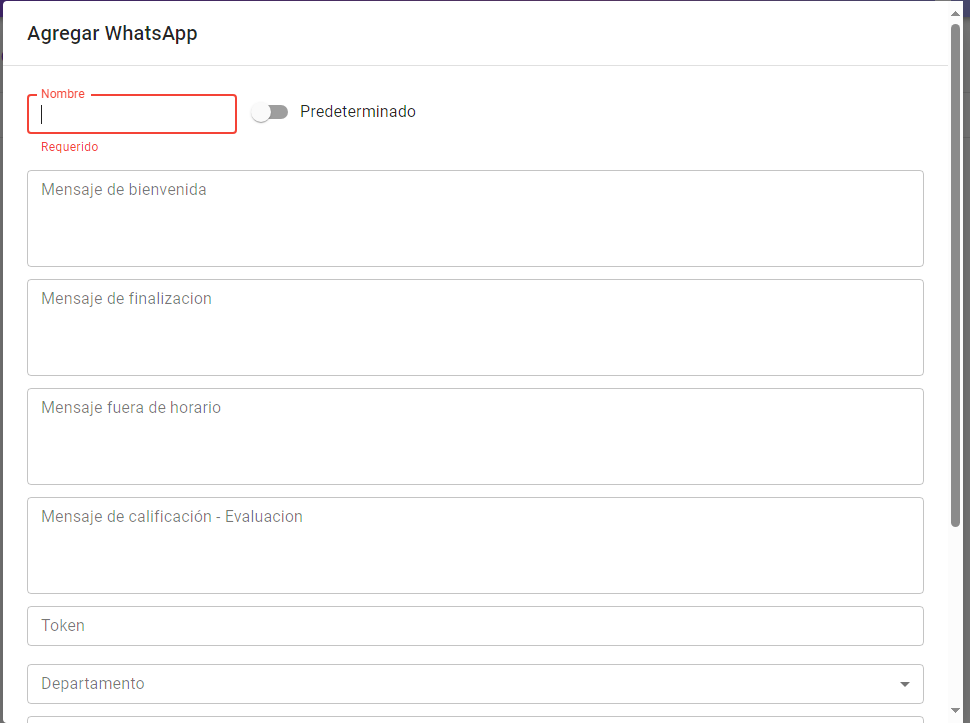 Agregar WhatsApp
Nombre
Predeterminado
Requerido
Mensaje de bienvenida
Mensaje de finalizacion
Mensaje fuera de horario
Mensaje de calificación - Evaluacion
Token
Departamento